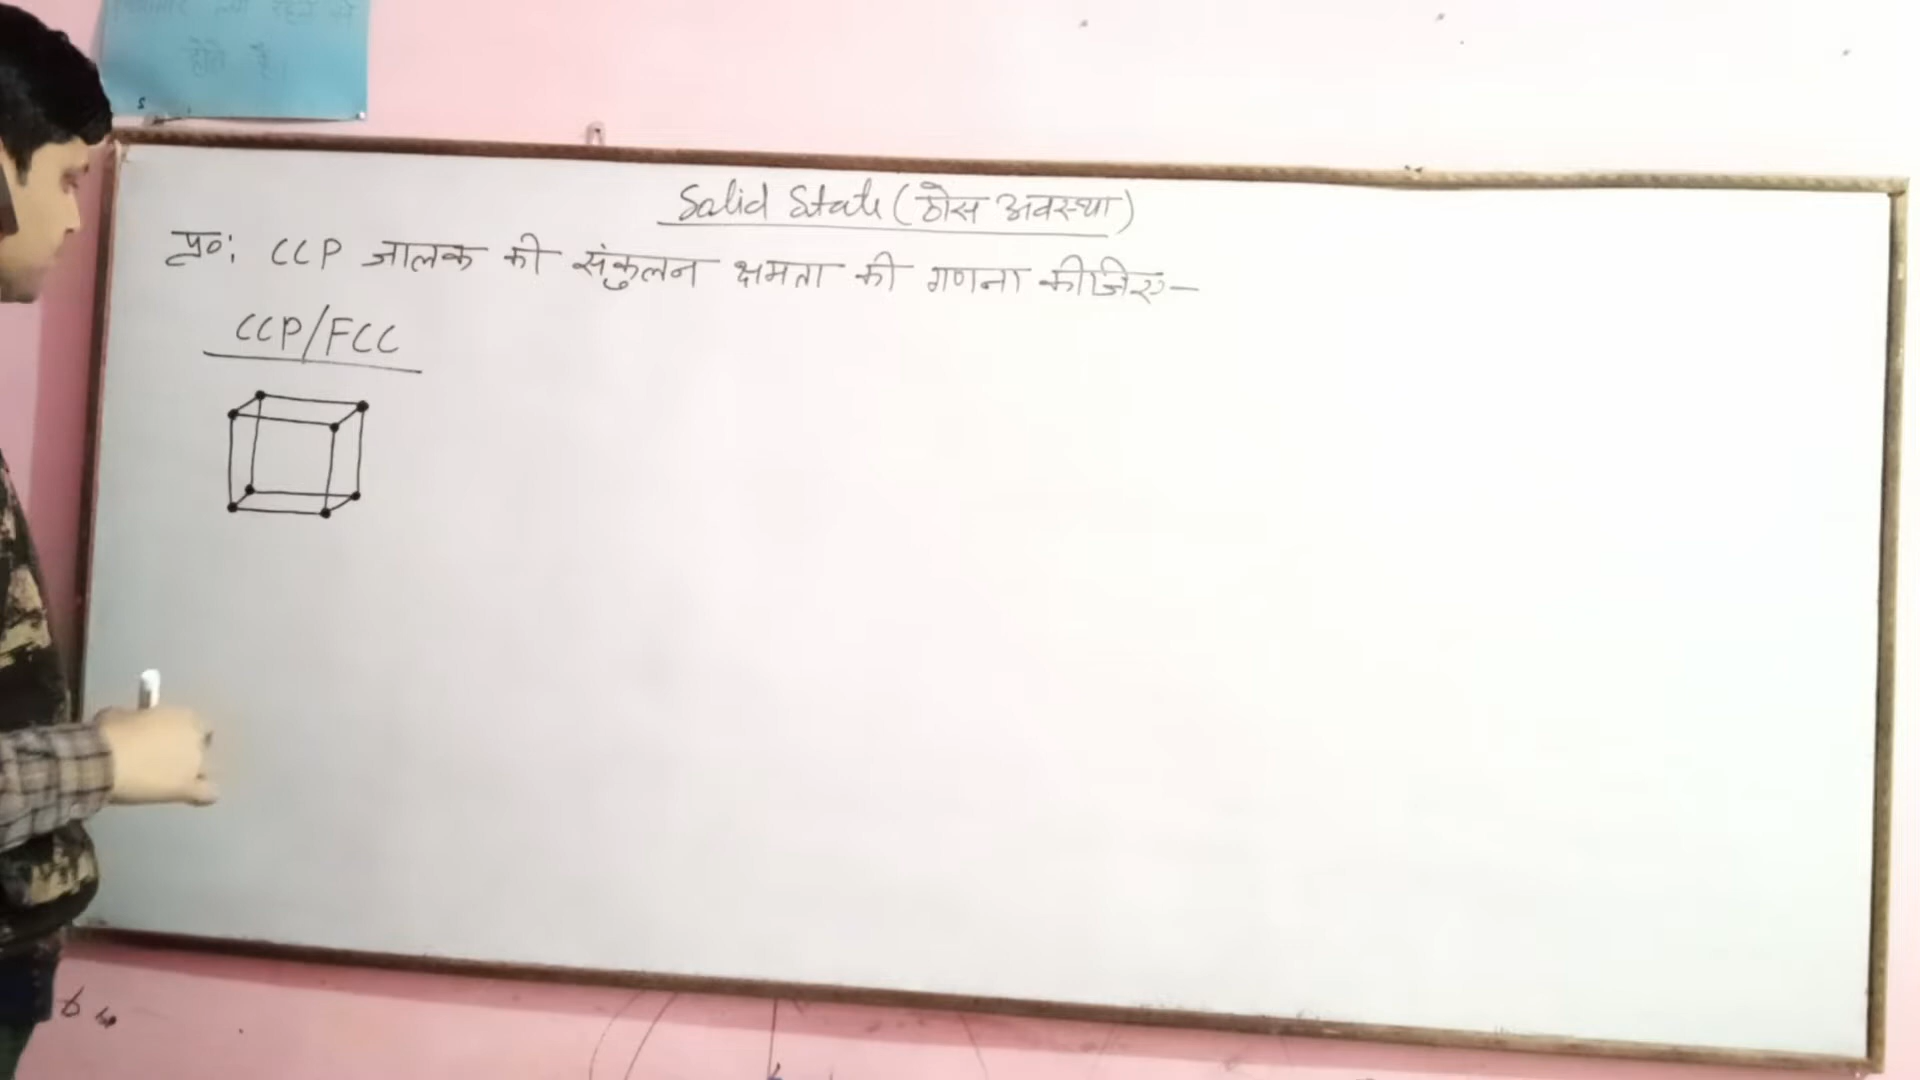 होते हैं।
Solid State (ठोस अवस्था)
प्र०: CCP जालक की संकुलन क्षमता की गणना कीजिए-
CCP/FCC